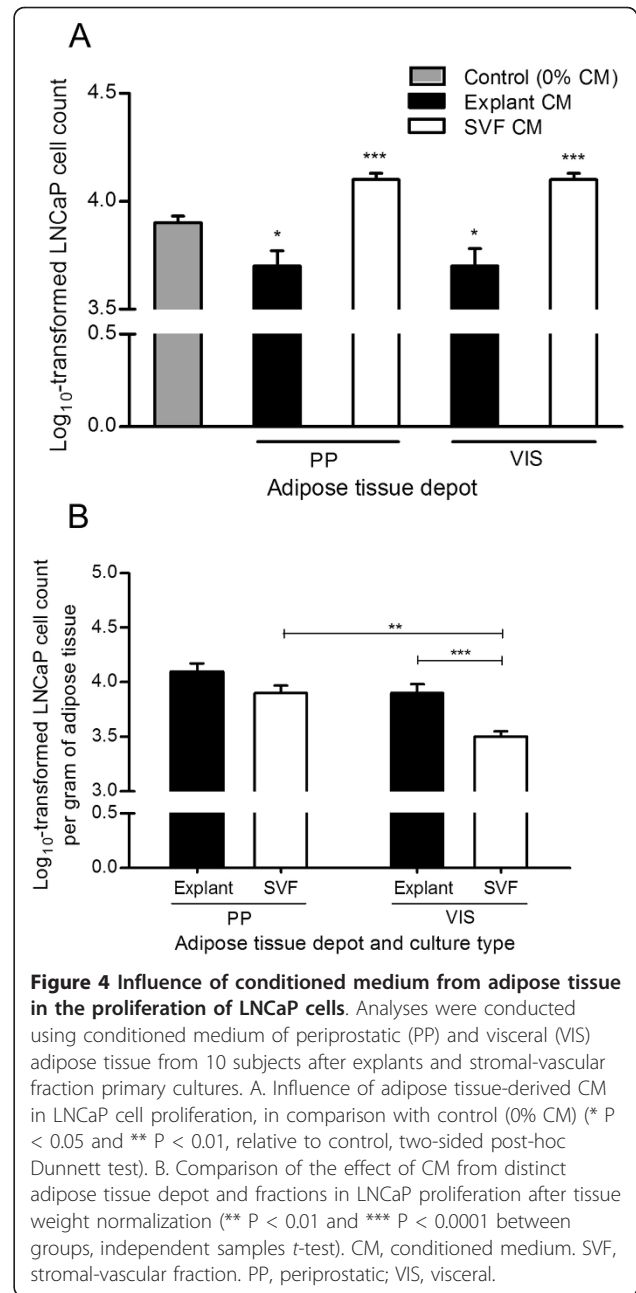 A
Control (0% CM)
Explant CM
SVF CM
Log10-transformed LNCaP cell count
4.5
4.0
3.5
0.5
0.0
*
***
*
***
PP
VIS
Adipose tissue depot
B
Log10-transformed LNCaP cell count
per gram of adipose tissue
5.0
4.5
4.0
3.5
3.0
0.5
0.0
**
***
Explant
SVF
Explant
SVF
PP
VIS
Adipose tissue depot and culture type
Figure 4 Influence of conditioned medium from adipose tissue
in the proliferation of LNCaP cells. Analyses were conducted
using conditioned medium of periprostatic (PP) and visceral (VIS)
adipose tissue from 10 subjects after explants and stromal-vascular
fraction primary cultures. A. Influence of adipose tissue-derived CM
in LNCaP cell proliferation, in comparison with control (0% CM) (* P
< 0.05 and ** P < 0.01, relative to control, two-sided post-hoc
Dunnett test). B. Comparison of the effect of CM from distinct
adipose tissue depot and fractions in LNCaP proliferation after tissue
weight normalization (** P < 0.01 and *** P < 0.0001 between
groups, independent samples t-test). CM, conditioned medium. SVF,
stromal-vascular fraction. PP, periprostatic; VIS, visceral.